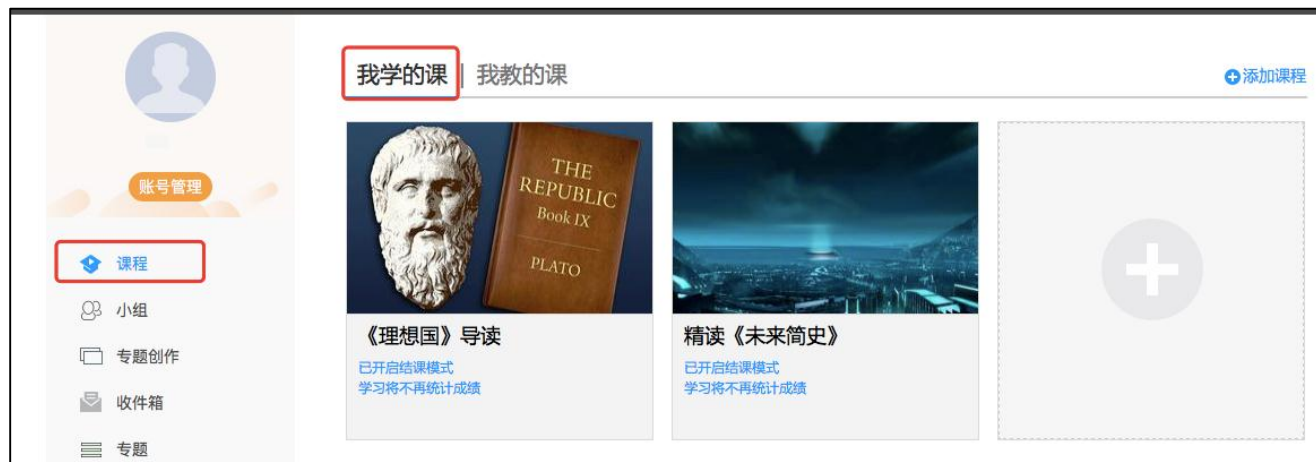 我学的课 | 我教的课
添加课程
账号管理
课程
小组
专题创作
收件箱
专题
THE
REPUBLIC
Book IX
PLATO
《理想国》导读
已开启结课模式
学习将不再统计成绩
精读《未来简史》
已开启结课模式
学习将不再统计成绩